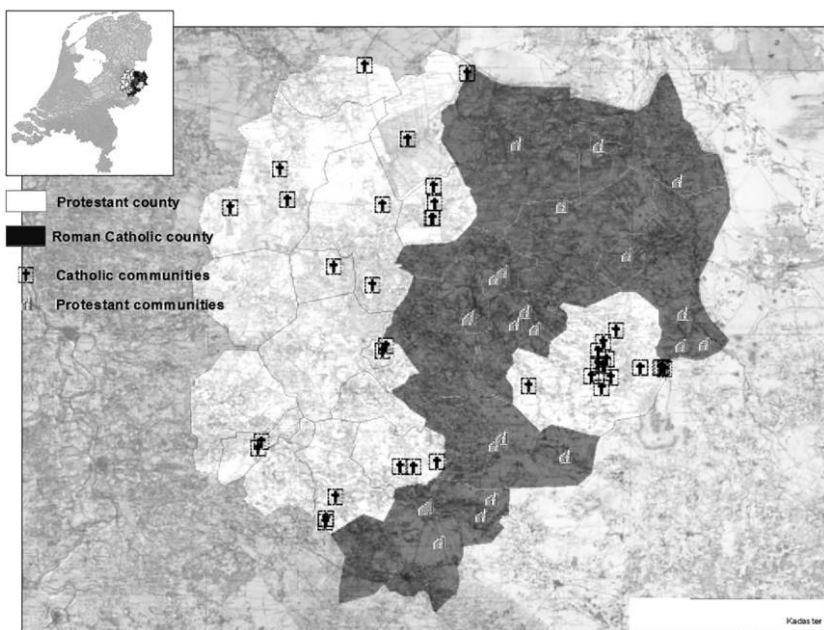 Protestant county
Roman Catholic county
Catholic communities
Protestant communities
Kadaster